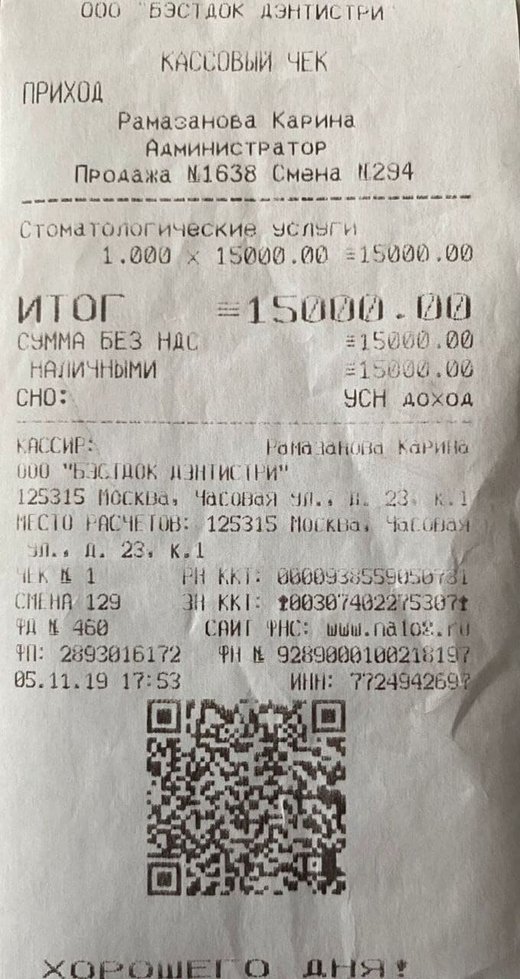 ООО "БЭСТДОК ДЭНТИСТРИ"
КАССОВЫЙ ЧЕК
ПРИХОД
Рамазанова Карина
Администратор
Продажа №1638 Смена №294
Стоматологические услуги
1.000 × 15000.00 ≡15000.00
ИТОГ ≡15000.00
СУММА БЕЗ НДС ≡15000.00
НАЛИЧНЫМИ ≡15000.00
СНО: УСН доход
КАССИР: Рамазанова Карина
ООО "БЭСТДОК ДЭНТИСТРИ"
125315 Москва, Часовая ул., д. 23, к.1
МЕСТО РАСЧЕТОВ: 125315 Москва, Часовая
ул., д. 23, к.1
ЧЕК № 1 РН ККТ: 0000938559050731
СМЕНА 129 ЗН ККТ: 00307402275307
ФД № 460 САЙТ ФНС: www.nalog.ru
ФП: 2893016172 ФН № 9289000100218197
05.11.19 17:53 ИНН: 7724942697
ХОРОШЕГО ДНЯ!